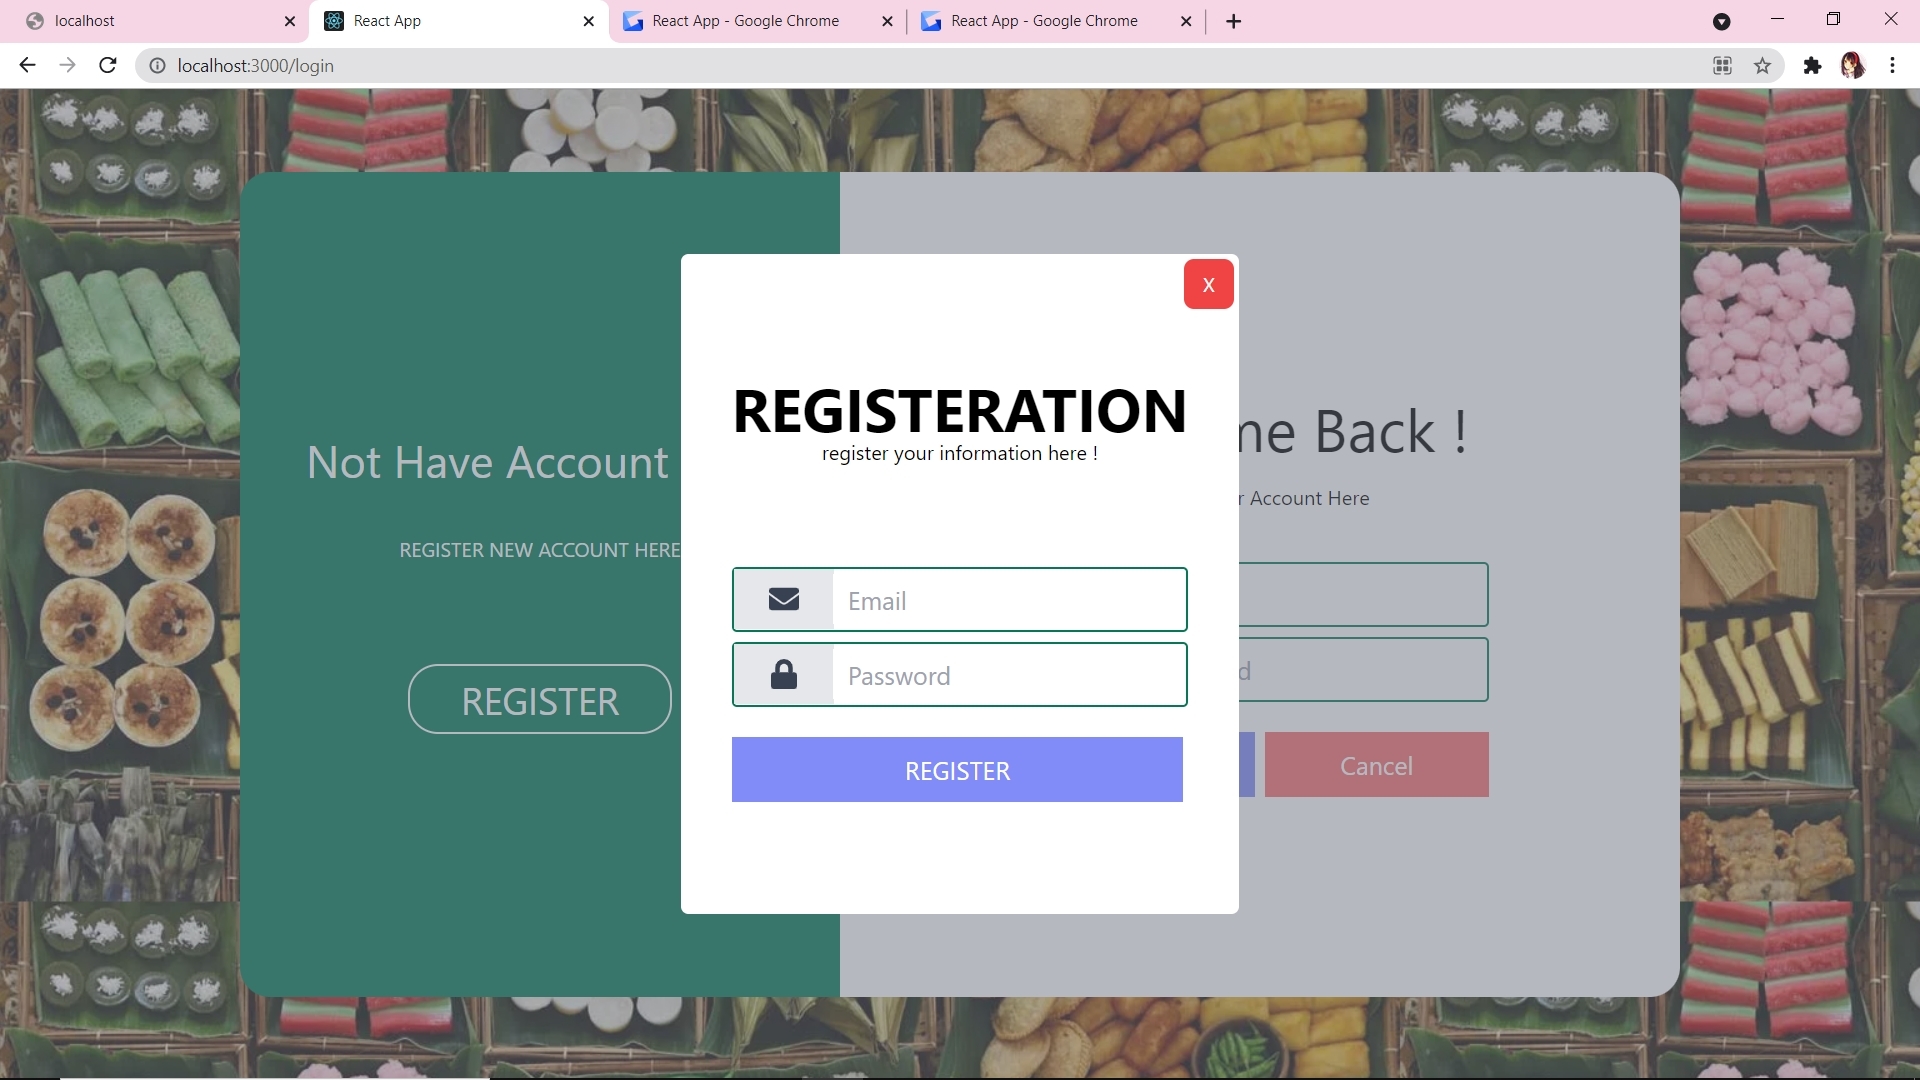 localhost
React App
React App - Google Chrome
React App - Google Chrome
localhost:3000/login
X
REGISTERATION
register your information here !
Email
Password
REGISTER
Not Have Account
REGISTER NEW ACCOUNT HERE
REGISTER
me Back !
r Account Here
d
Cancel